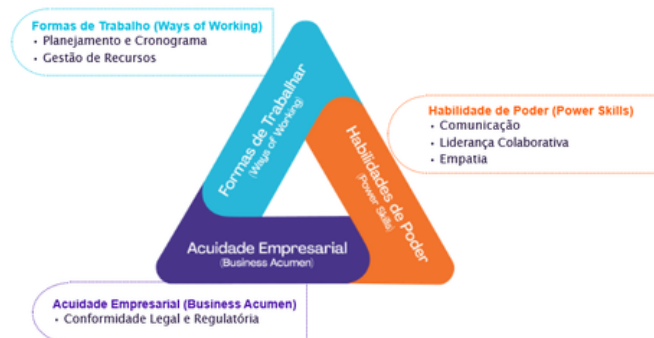 Formas de Trabalho (Ways of Working)
• Planejamento e Cronograma
• Gestão de Recursos
Formas de Trabalhar
(Ways of Working)
Habilidade de Poder (Power Skills)
• Comunicação
• Liderança Colaborativa
• Empatia
Habilidades de Poder
(Power Skills)
Acuidade Empresarial
(Business Acumen)
Acuidade Empresarial (Business Acumen)
• Conformidade Legal e Regulatória